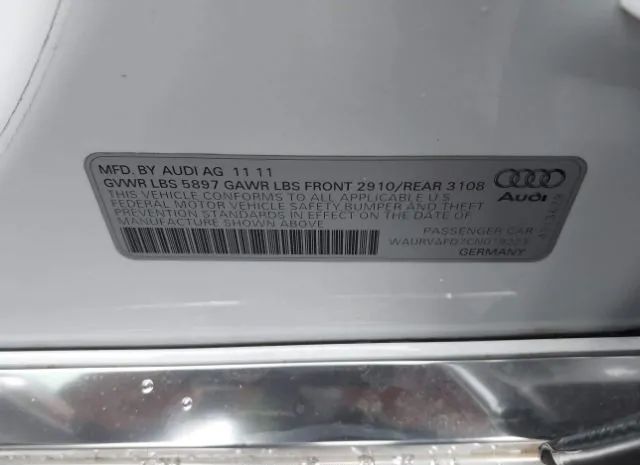 MFD. BY AUDI AG 11 11
GVWR LBS 5897 GAWR LBS FRONT 2910/REAR 3108
THIS VEHICLE CONFORMS TO ALL APPLICABLE U S
FEDERAL MOTOR VEHICLE SAFETY BUMPER AND THEFT
PREVENTION STANDARDS IN EFFECT ON THE DATE OF
MANUFACTURE SHOWN ABOVE
Audi
PASSENGER CAR
GERMANY